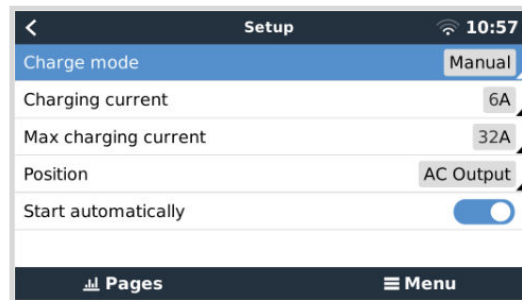 Setup 10:57
Charge mode Manual
Charging current 6A
Max charging current 32A
Position AC Output
Start automatically
Pages Menu